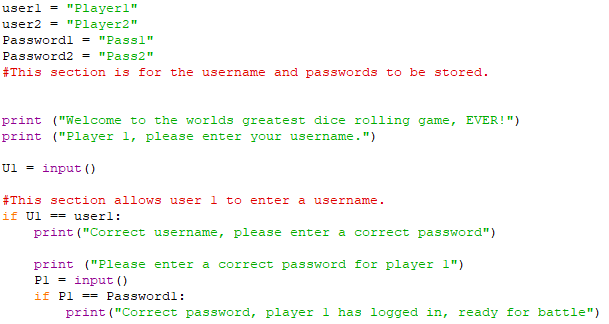 user1 = "Player1"
user2 = "Player2"
Password1 = "Pass1"
Password2 = "Pass2"
#This section is for the username and passwords to be stored.
print ("Welcome to the worlds greatest dice rolling game, EVER!")
print ("Player 1, please enter your username.")
U1 = input()
#This section allows user 1 to enter a username.
if U1 == user1:
    print("Correct username, please enter a correct password")
    print ("Please enter a correct password for player 1")
    P1 = input()
    if P1 == Password1:
        print("Correct password, player 1 has logged in, ready for battle")